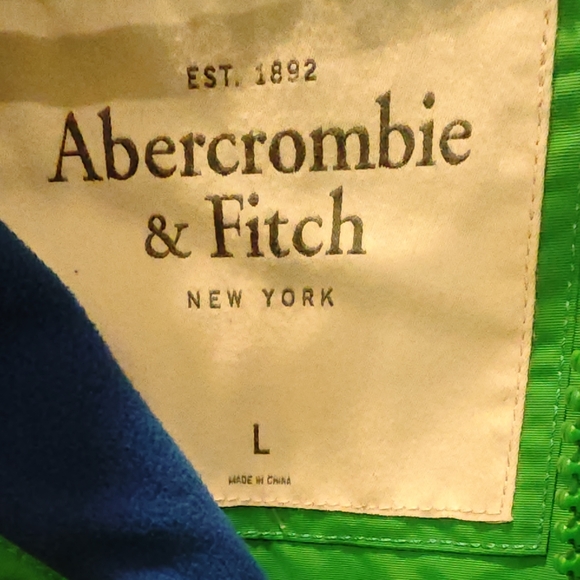 EST. 1892
Abercrombie
& Fitch
NEW YORK
L
MADE IN CHINA